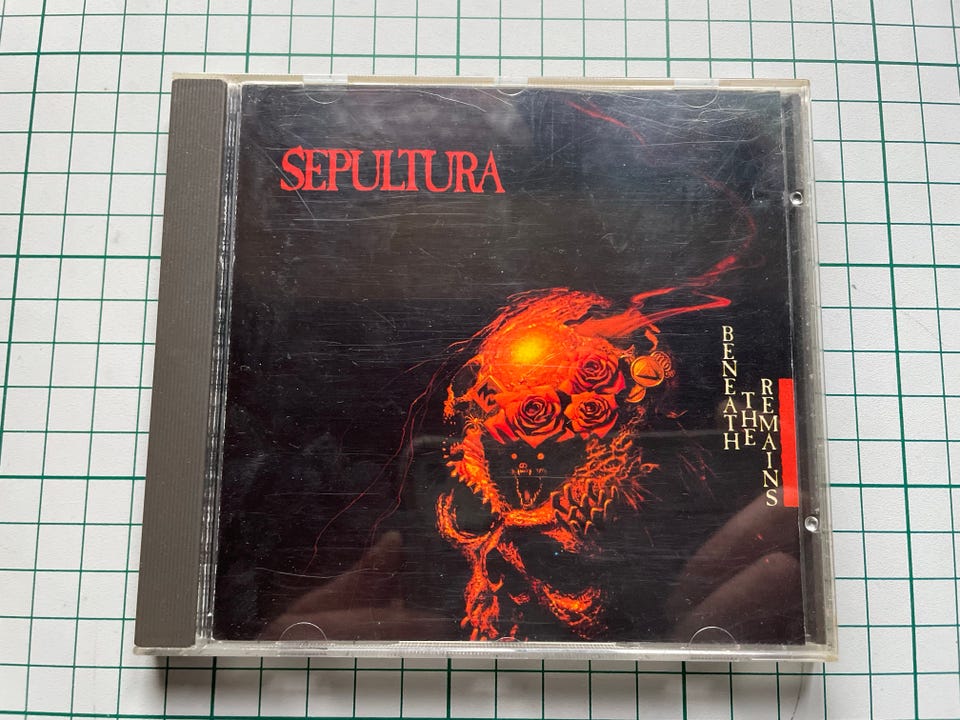 SEPULTURA
BENEATH
THE
REMAINS